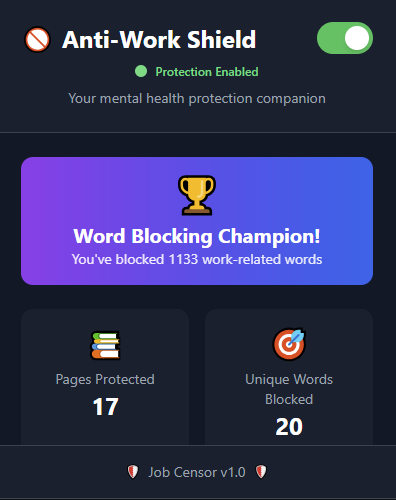 Anti-Work Shield
Protection Enabled
Your mental health protection companion
Word Blocking Champion!
You've blocked 1133 work-related words
Pages Protected
17
Unique Words
Blocked
20
Job Censor v1.0